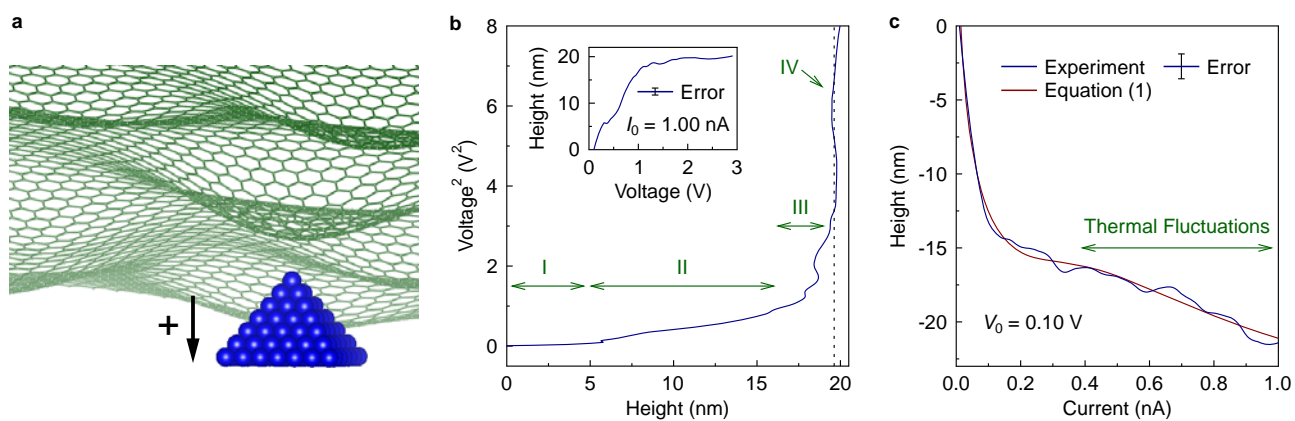 a
+
b
Voltage² (V²)
8
6
4
2
0
0
5
10
15
20
Height (nm)
I
II
III
IV
Height (nm)
20
10
0
0
1
2
3
Voltage (V)
Error
I₀ = 1.00 nA
c
Height (nm)
0
-5
-10
-15
-20
0.0
0.2
0.4
0.6
0.8
1.0
Current (nA)
Experiment
Error
Equation (1)
Thermal Fluctuations
V₀ = 0.10 V